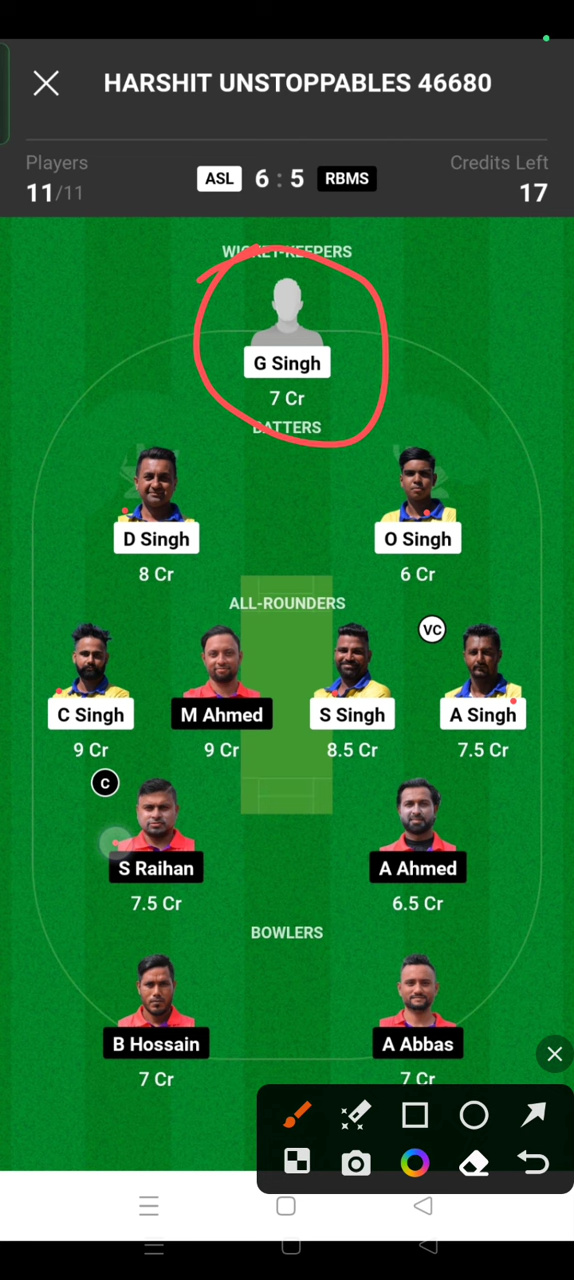 HARSHIT UNSTOPPABLES 46680
Players
11/11
ASL 6 : 5 RBMS
Credits Left
17
WICKET-KEEPERS
G Singh
7 Cr
BATTERS
D Singh
O Singh
8 Cr
6 Cr
ALL-ROUNDERS
VC
C Singh
M Ahmed
S Singh
A Singh
9 Cr
9 Cr
8.5 Cr
7.5 Cr
C
S Raihan
A Ahmed
7.5 Cr
6.5 Cr
BOWLERS
B Hossain
A Abbas
7 Cr
7 Cr